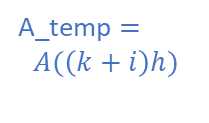 A_temp =
A((k + i)h)